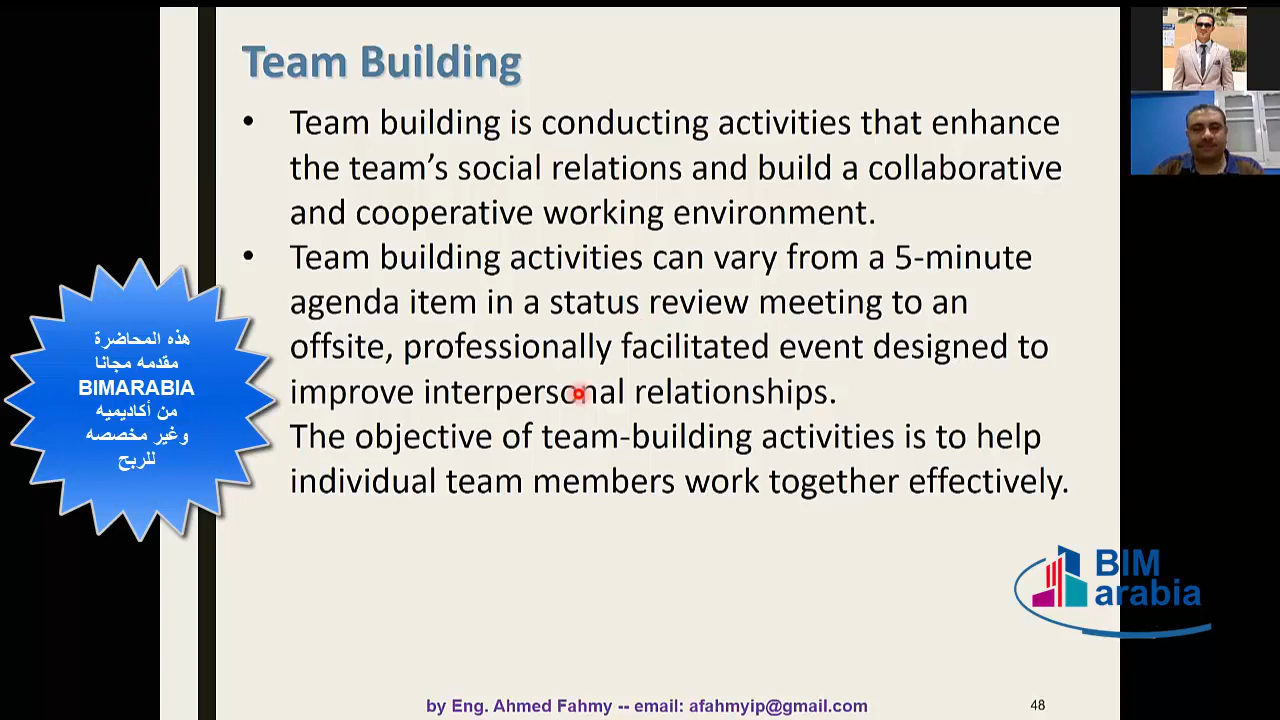 Team Building
• Team building is conducting activities that enhance
the team’s social relations and build a collaborative
and cooperative working environment.
• Team building activities can vary from a 5-minute
agenda item in a status review meeting to an
offsite, professionally facilitated event designed to
improve interpersonal relationships.
The objective of team-building activities is to help
individual team members work together effectively.
هذه المحاضرة
مقدمه مجانا
BIMARABIA
من أكاديميه
وغير مخصصه
للربح
BIM
arabia
by Eng. Ahmed Fahmy -- email: afahmyip@gmail.com
48